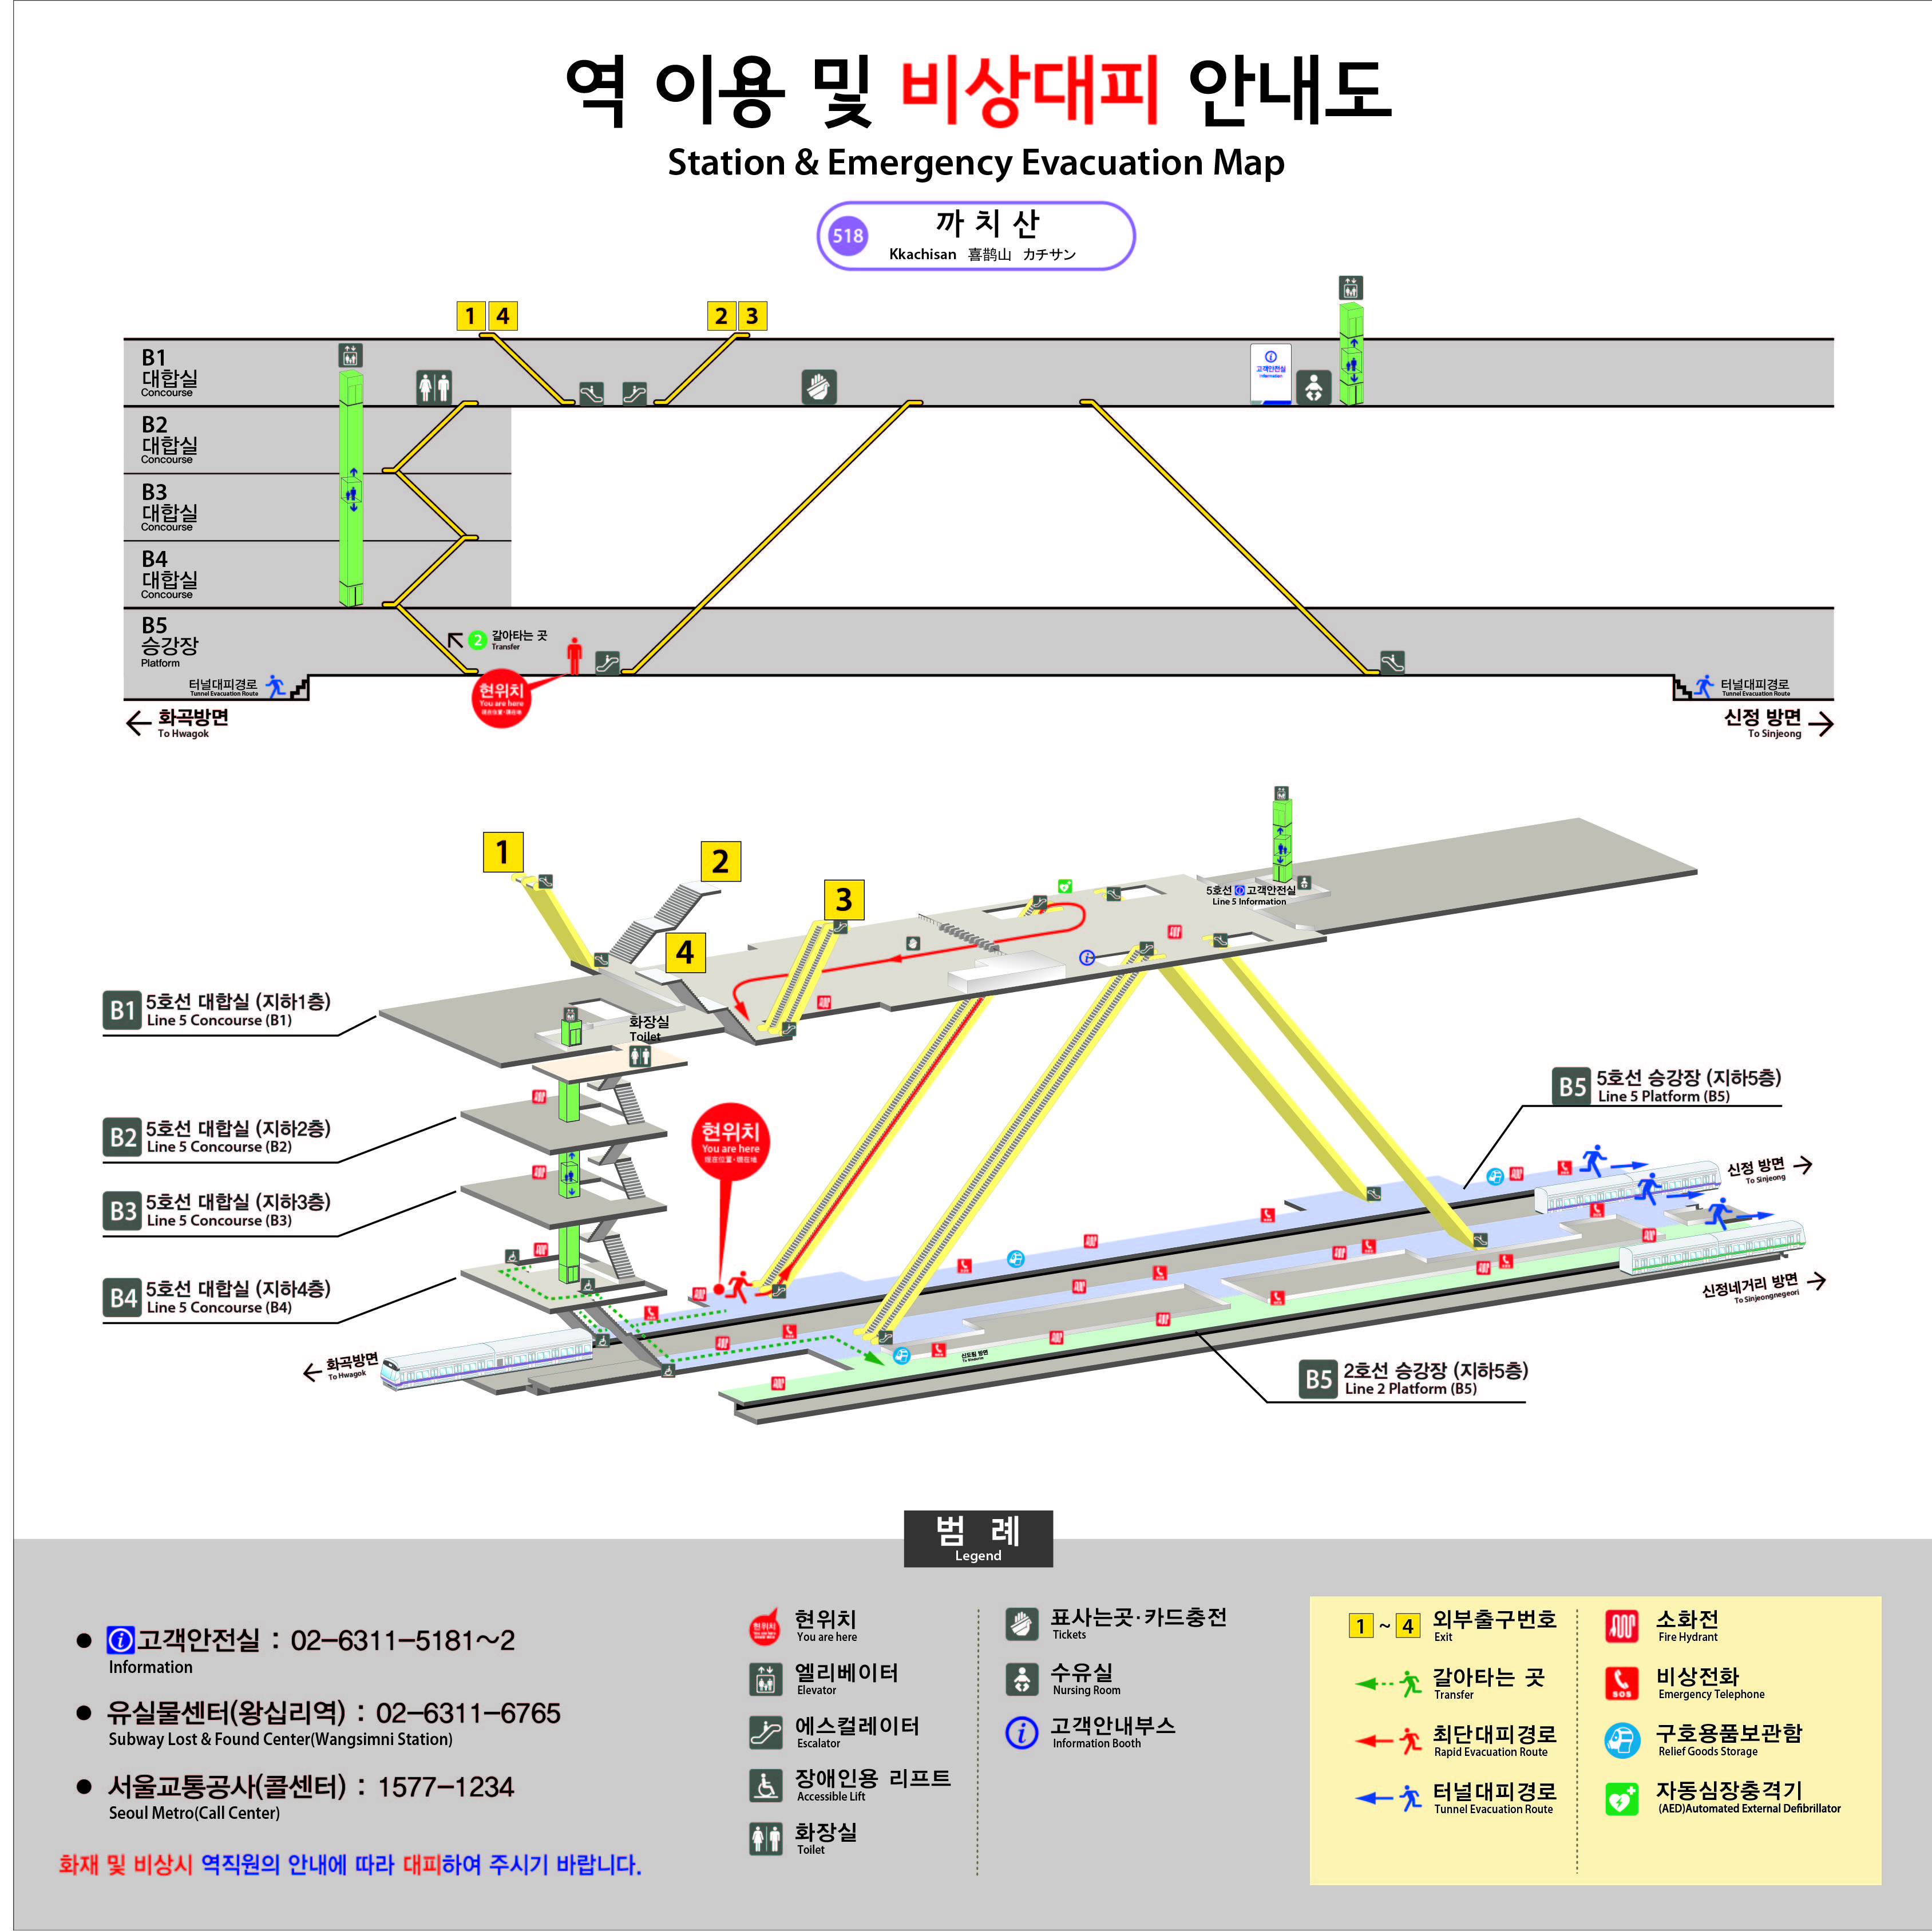 역 이용 및 비상대피 안내도
Station & Emergency Evacuation Map
518
까치산
Kkachisan 喜鹊山 カチサン
1 4
2 3
B1
대합실
Concourse
고객안전실
Information
B2
대합실
Concourse
B3
대합실
Concourse
B4
대합실
Concourse
B5
승강장
Platform
2 갈아타는 곳
Transfer
터널대피경로
Tunnel Evacuation Route
현위치
You are here
터널대피경로
Tunnel Evacuation Route
화곡방면
To Hwagok
신정 방면
To Sinjeong
1
2
3
4
5호선 고객안전실
Line 5 Information
B1 5호선 대합실 (지하1층)
Line 5 Concourse (B1)
화장실
Toilet
B2 5호선 대합실 (지하2층)
Line 5 Concourse (B2)
B3 5호선 대합실 (지하3층)
Line 5 Concourse (B3)
B4 5호선 대합실 (지하4층)
Line 5 Concourse (B4)
현위치
You are here
B5 5호선 승강장 (지하5층)
Line 5 Platform (B5)
신정 방면
To Sinjeong
신정네거리 방면
To Sinjeongnegeori
화곡방면
To Hwagok
신도림 방면
B5 2호선 승강장 (지하5층)
Line 2 Platform (B5)
범 례
Legend
● 고객안전실 : 02-6311-5181~2
Information
● 유실물센터(왕십리역) : 02-6311-6765
Subway Lost & Found Center(Wangsimni Station)
● 서울교통공사(콜센터) : 1577-1234
Seoul Metro(Call Center)
화재 및 비상시 역직원의 안내에 따라 대피하여 주시기 바랍니다.
현위치
You are here
엘리베이터
Elevator
에스컬레이터
Escalator
장애인용 리프트
Accessible Lift
화장실
Toilet
표사는곳·카드충전
Tickets
수유실
Nursing Room
고객안내부스
Information Booth
1 ~ 4 외부출구번호
Exit
갈아타는 곳
Transfer
최단대피경로
Rapid Evacuation Route
터널대피경로
Tunnel Evacuation Route
소화전
Fire Hydrant
SOS
비상전화
Emergency Telephone
구호용품보관함
Relief Goods Storage
자동심장충격기
(AED)Automated External Defibrillator